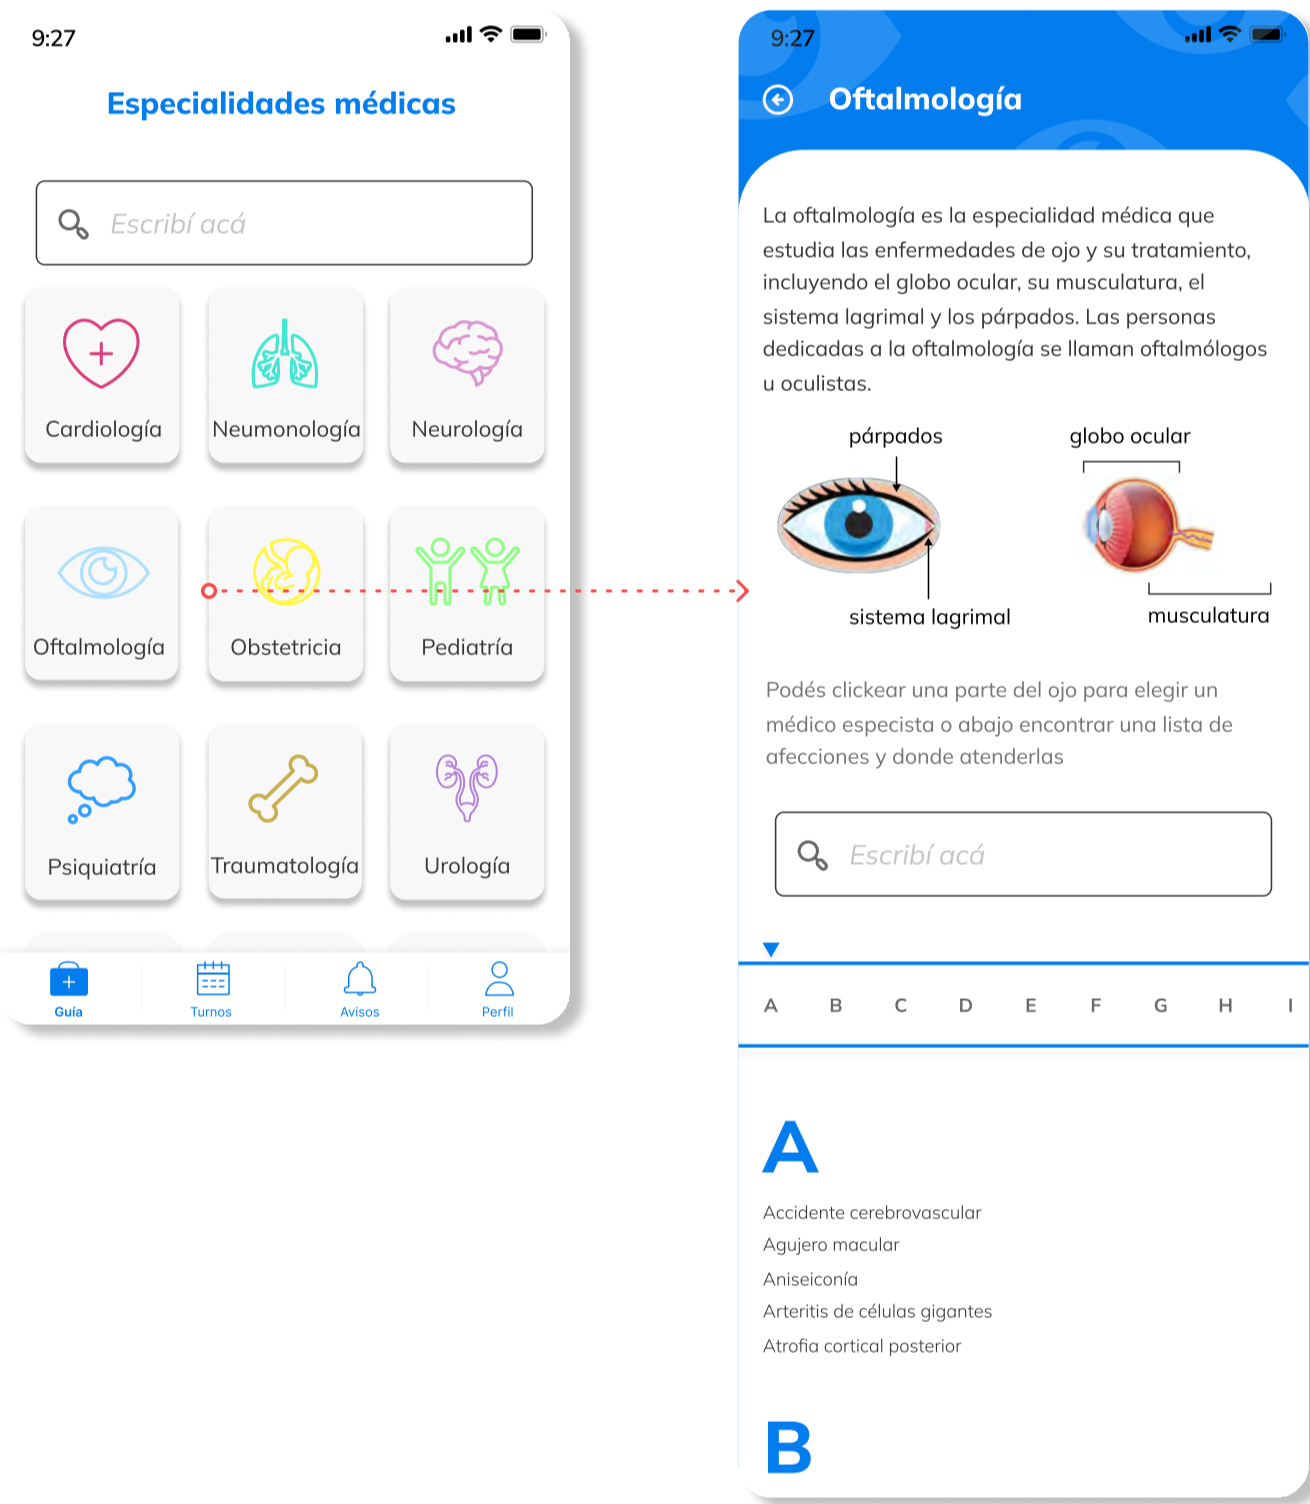 9:27
Especialidades médicas
Escribí acá
Cardiología
Neumonología
Neurología
Oftalmología
Obstetricia
Pediatría
Psiquiatría
Traumatología
Urología
Guía
Turnos
Avisos
Perfil
9:27
Oftalmología
La oftalmología es la especialidad médica que
estudia las enfermedades de ojo y su tratamiento,
incluyendo el globo ocular, su musculatura, el
sistema lagrimal y los párpados. Las personas
dedicadas a la oftalmología se llaman oftalmólogos
u oculistas.
párpados
globo ocular
sistema lagrimal
musculatura
Podés clickear una parte del ojo para elegir un
médico especista o abajo encontrar una lista de
afecciones y donde atenderlas
Escribí acá
A B C D E F G H I
A
Accidente cerebrovascular
Agujero macular
Aniseiconía
Arteritis de células gigantes
Atrofia cortical posterior
B